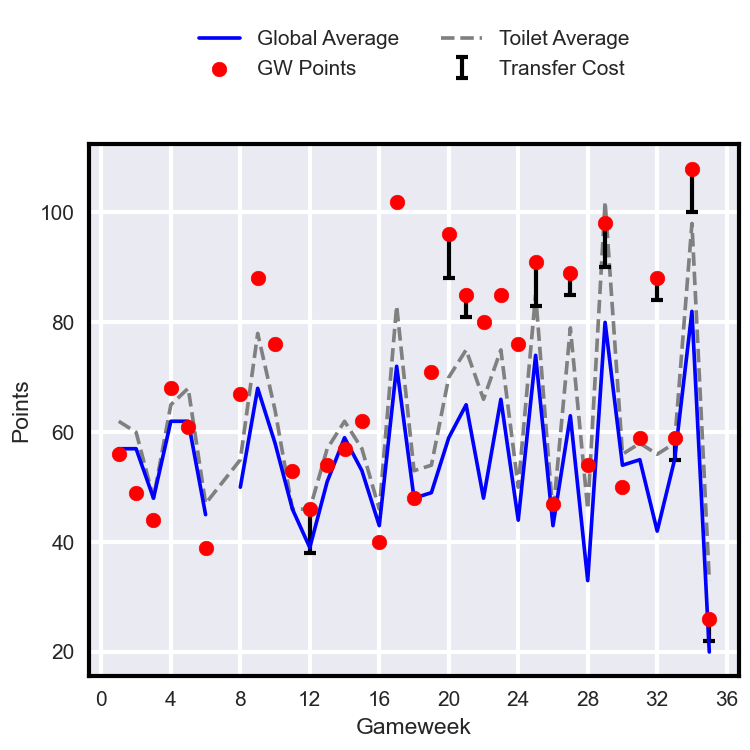 Global Average
Toilet Average
GW Points
Transfer Cost
100
80
60
40
20
Points
0 4 8 12 16 20 24 28 32 36
Gameweek